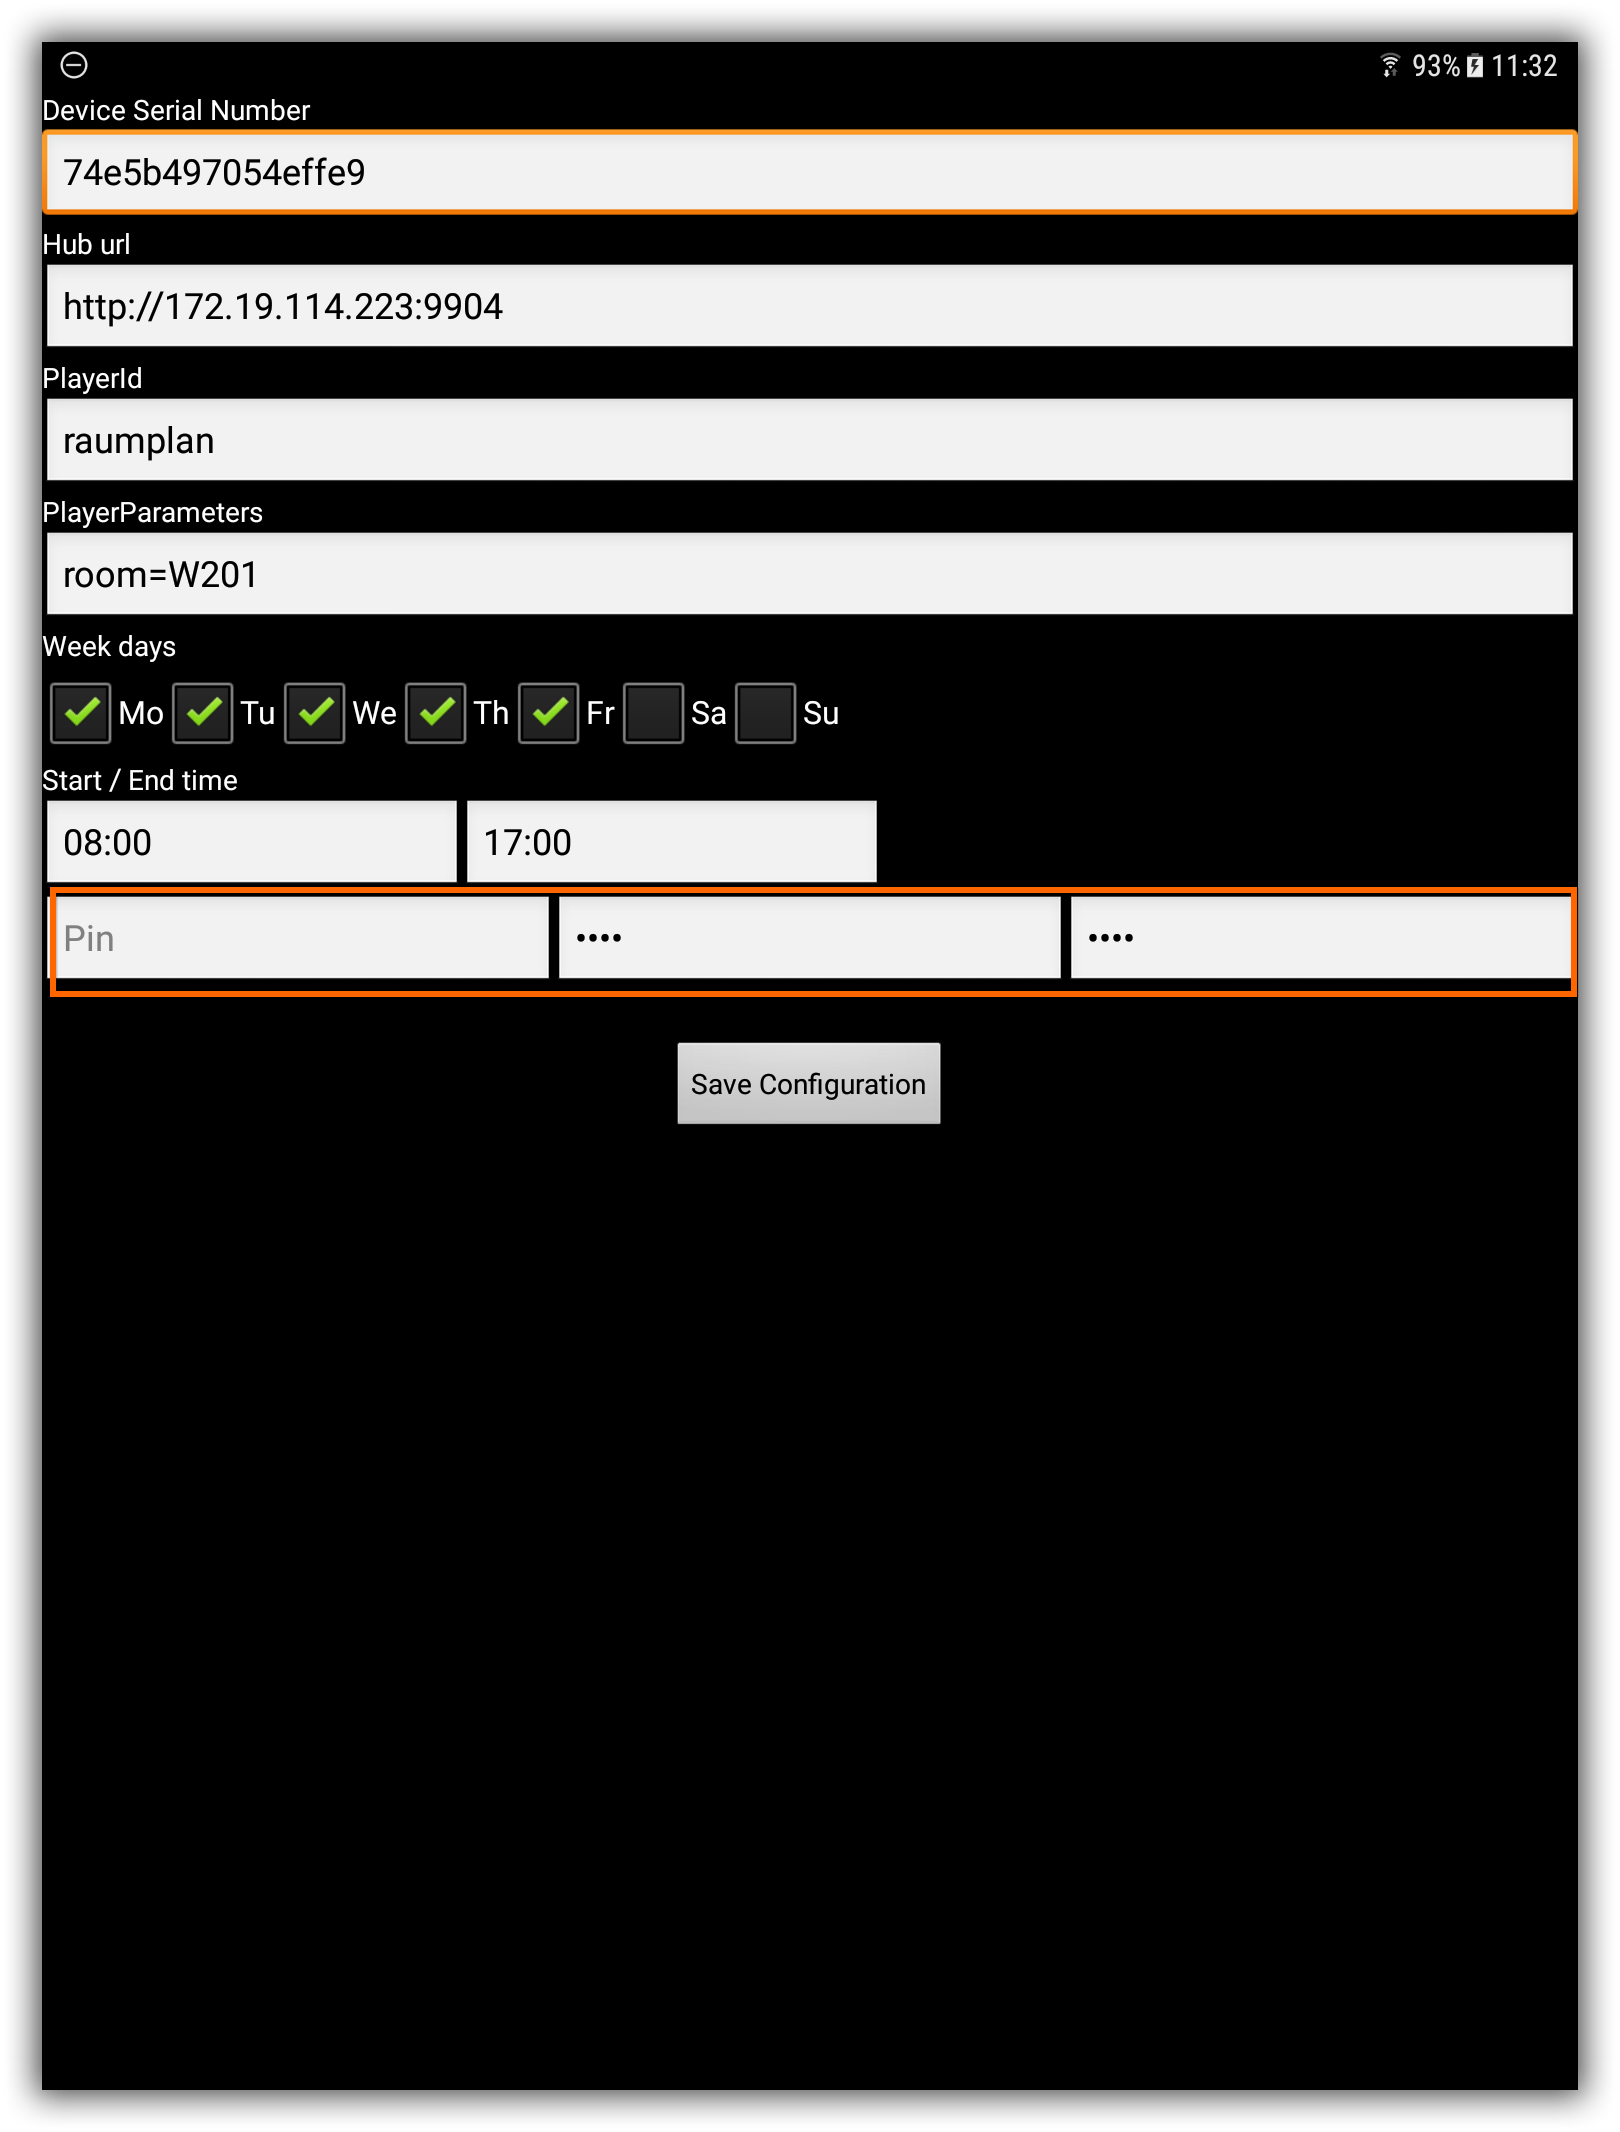 93% 11:32
Device Serial Number
74e5b497054effe9
Hub url
http://172.19.114.223:9904
PlayerId
raumplan
PlayerParameters
room=W201
Week days
Mo Tu We Th Fr Sa Su
Start / End time
08:00 17:00
Pin •••• ••••
Save Configuration